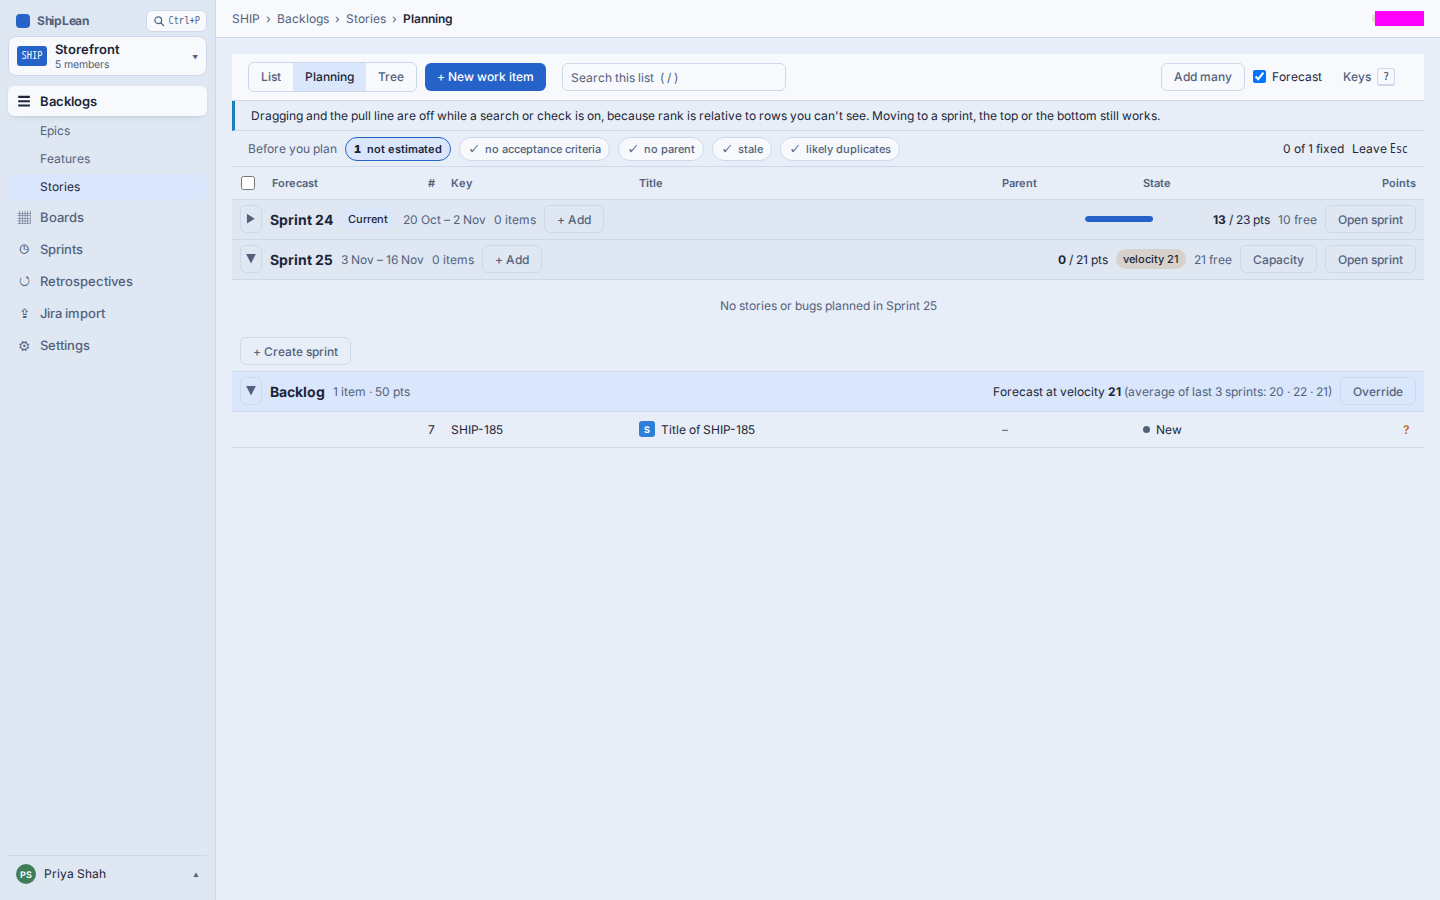 ShipLean Ctrl+P
SHIP Storefront
5 members
Backlogs
Epics
Features
Stories
Boards
Sprints
Retrospectives
Jira import
Settings
PS Priya Shah
SHIP › Backlogs › Stories › Planning
List Planning Tree + New work item Search this list ( / ) Add many Forecast Keys ?
Dragging and the pull line are off while a search or check is on, because rank is relative to rows you can't see. Moving to a sprint, the top or the bottom still works.
Before you plan 1 not estimated ✓ no acceptance criteria ✓ no parent ✓ stale ✓ likely duplicates 0 of 1 fixed Leave Esc
Forecast # Key Title Parent State Points
Sprint 24 Current 20 Oct – 2 Nov 0 items + Add 13 / 23 pts 10 free Open sprint
Sprint 25 3 Nov – 16 Nov 0 items + Add 0 / 21 pts velocity 21 21 free Capacity Open sprint
No stories or bugs planned in Sprint 25
+ Create sprint
Backlog 1 item · 50 pts Forecast at velocity 21 (average of last 3 sprints: 20 · 22 · 21) Override
7 SHIP-185 S Title of SHIP-185 – New ?